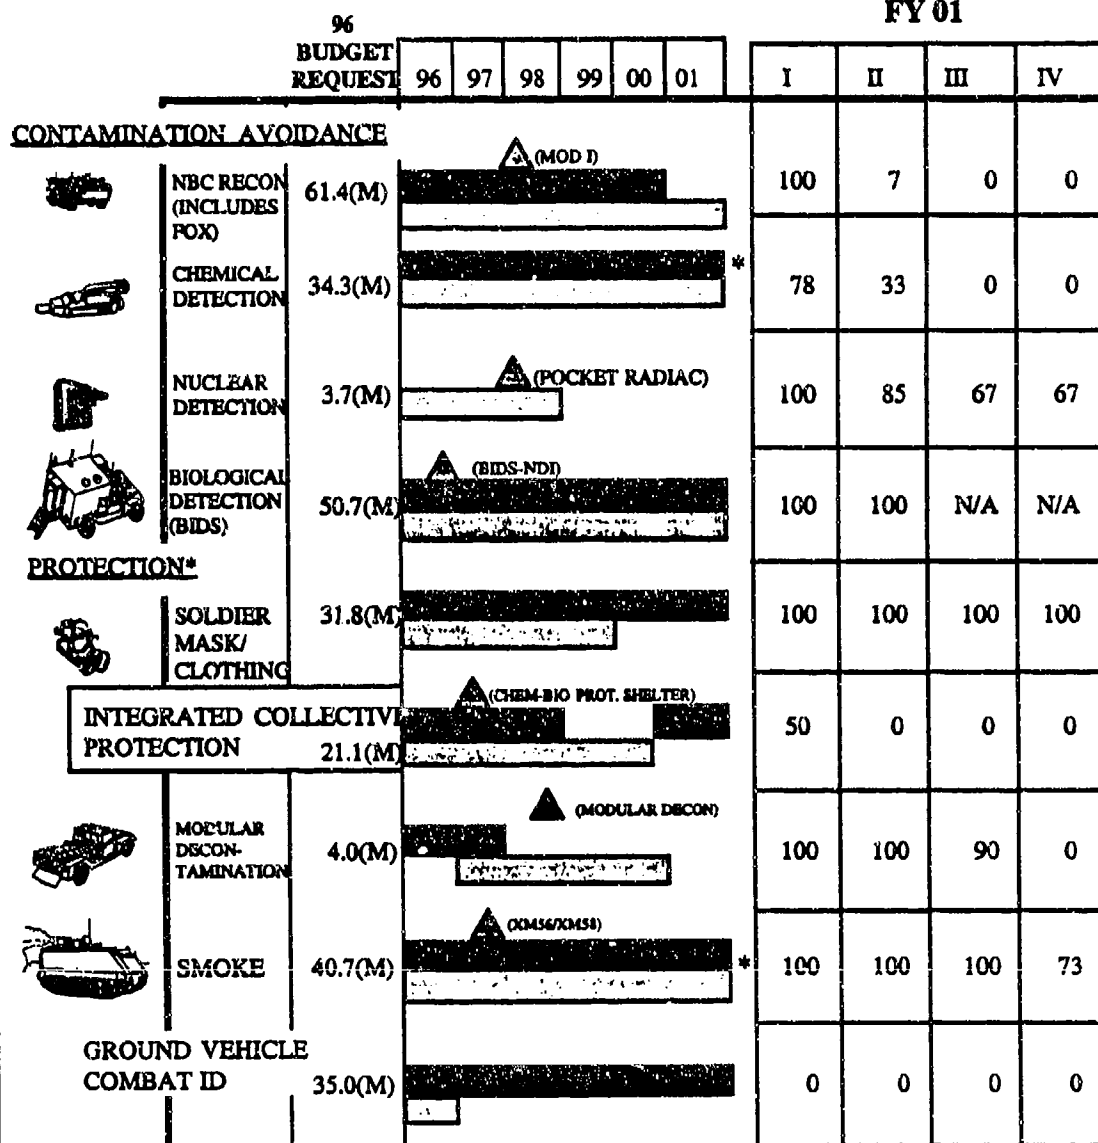 FY 01
96
BUDGET
REQUEST 96 97 98 99 00 01 I II III IV
CONTAMINATION AVOIDANCE
(MOD I)
NBC RECON
(INCLUDES
FOX)
61.4(M) 100 7 0 0
CHEMICAL
DETECTION
34.3(M) * 78 33 0 0
NUCLEAR
DETECTION
3.7(M) (POCKET RADIAC) 100 85 67 67
BIOLOGICAL
DETECTION
(BIDS)
50.7(M) (BIDS-NDI) 100 100 N/A N/A
PROTECTION*
SOLDIER
MASK/
CLOTHING
31.8(M) 100 100 100 100
INTEGRATED COLLECTIVE
PROTECTION
21.1(M) (CHEM-BIO PROT. SHELTER) 50 0 0 0
MODULAR
DECON-
TAMINATION
4.0(M) (MODULAR DECON) 100 100 90 0
(XM56/XM58)
SMOKE 40.7(M) * 100 100 100 73
GROUND VEHICLE
COMBAT ID
35.0(M) 0 0 0 0